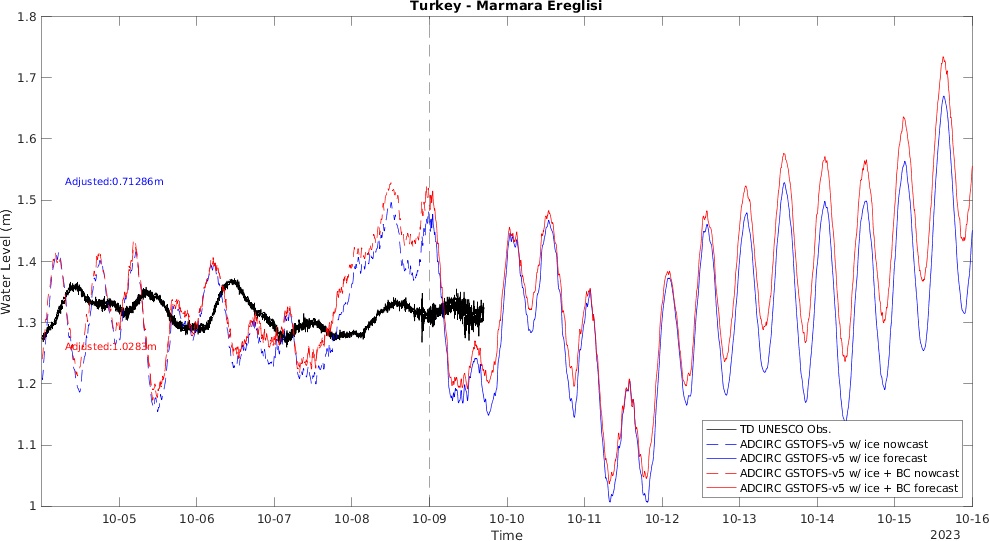 Turkey - Marmara Ereglisi
1.8
1.7
1.6
1.5
1.4
1.3
1.2
1.1
1
Water Level (m)
Adjusted:0.71286m
Adjusted:1.0283m
TD UNESCO Obs.
ADCIRC GSTOFS-v5 w/ ice nowcast
ADCIRC GSTOFS-v5 w/ ice forecast
ADCIRC GSTOFS-v5 w/ ice + BC nowcast
ADCIRC GSTOFS-v5 w/ ice + BC forecast
10-05 10-06 10-07 10-08 10-09 10-10 10-11 10-12 10-13 10-14 10-15 10-16
Time
2023